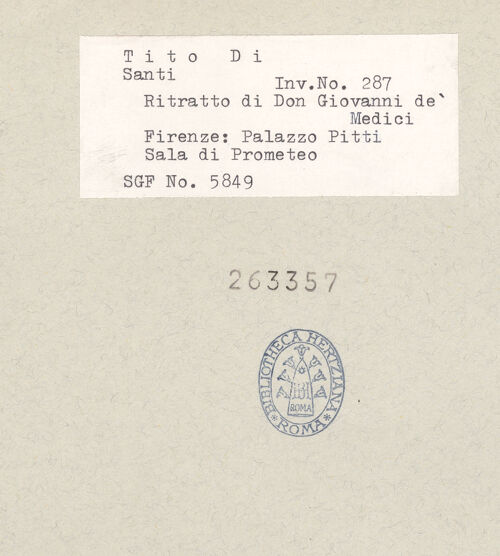 Tito Di
Santi
Inv.No. 287
Ritratto di Don Giovanni de`
Medici
Firenze: Palazzo Pitti
Sala di Prometeo
SGF No. 5849
263357
BIBLIOTHECA HERTZIANA
ROMA
*ROMA*